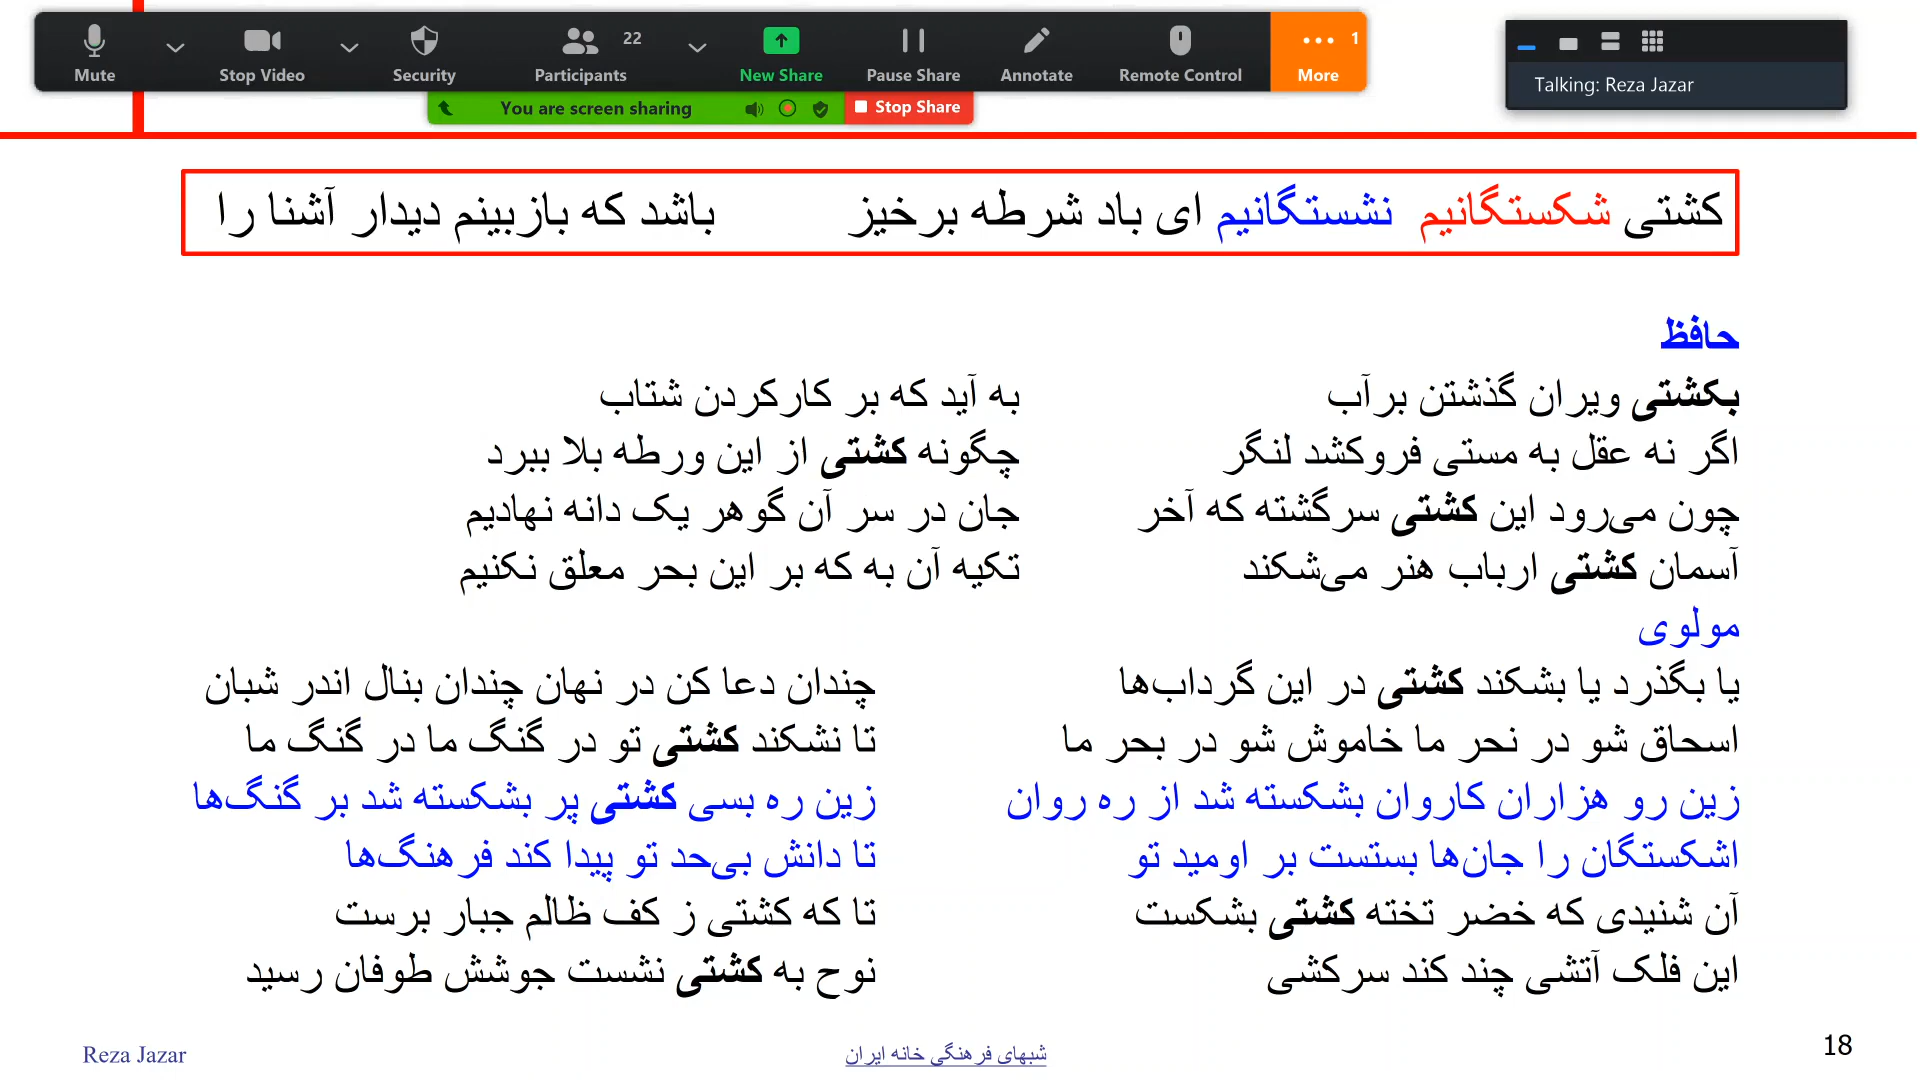 Mute Stop Video Security Participants 22 New Share Pause Share Annotate Remote Control More 1
You are screen sharing Stop Share
Talking: Reza Jazar
کشتی شکستگانیم نشستگانیم ای باد شرطه برخیز باشد که بازبینم دیدار آشنا را
حافظ
بکشتی ویران گذشتن برآب به آید که بر کارکردن شتاب
اگر نه عقل به مستی فروکشد لنگر چگونه کشتی از این ورطه بلا ببرد
چون می‌رود این کشتی سرگشته که آخر جان در سر آن گوهر یک دانه نهادیم
آسمان کشتی ارباب هنر می‌شکند تکیه آن به که بر این بحر معلق نکنیم
مولوی
یا بگذرد یا بشکند کشتی در این گرداب‌ها چندان دعا کن در نهان چندان بنال اندر شبان
اسحاق شو در نحر ما خاموش شو در بحر ما تا نشکند کشتی تو در گنگ ما در گنگ ما
زین رو هزاران کاروان بشکسته شد از ره روان زین ره بسی کشتی پر بشکسته شد بر گنگ‌ها
اشکستگان را جان‌ها بستست بر اومید تو تا دانش بی‌حد تو پیدا کند فرهنگ‌ها
آن شنیدی که خضر تخته کشتی بشکست تا که کشتی ز کف ظالم جبار برست
این فلک آتشی چند کند سرکشی نوح به کشتی نشست جوشش طوفان رسید
Reza Jazar
شبهای فرهنگی خانه ایران
18